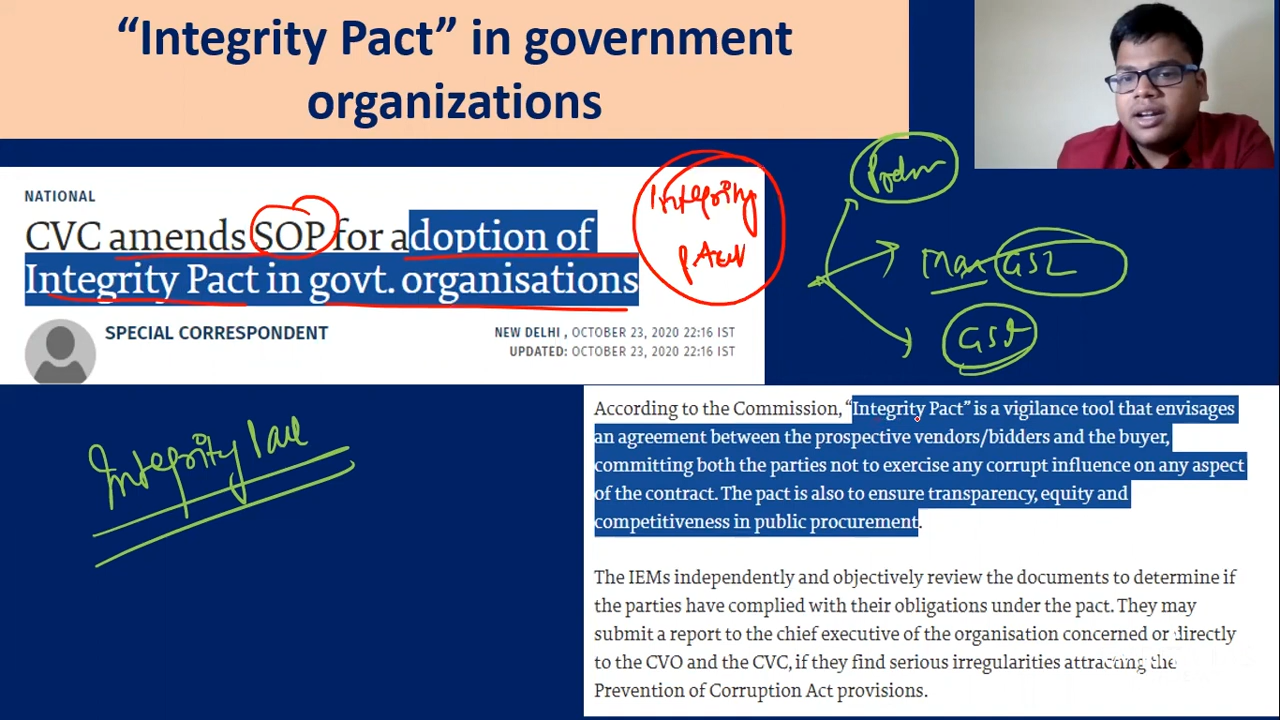 “Integrity Pact” in government
organizations
NATIONAL
CVC amends SOP for adoption of
Integrity Pact in govt. organisations
SPECIAL CORRESPONDENT
NEW DELHI , OCTOBER 23, 2020 22:16 IST
UPDATED: OCTOBER 23, 2020 22:16 IST
Integrity
GST
Integrity
According to the Commission, “Integrity Pact” is a vigilance tool that envisages
an agreement between the prospective vendors/bidders and the buyer,
committing both the parties not to exercise any corrupt influence on any aspect
of the contract. The pact is also to ensure transparency, equity and
competitiveness in public procurement.
The IEMs independently and objectively review the documents to determine if
the parties have complied with their obligations under the pact. They may
submit a report to the chief executive of the organisation concerned or directly
to the CVO and the CVC, if they find serious irregularities attracting the
Prevention of Corruption Act provisions.